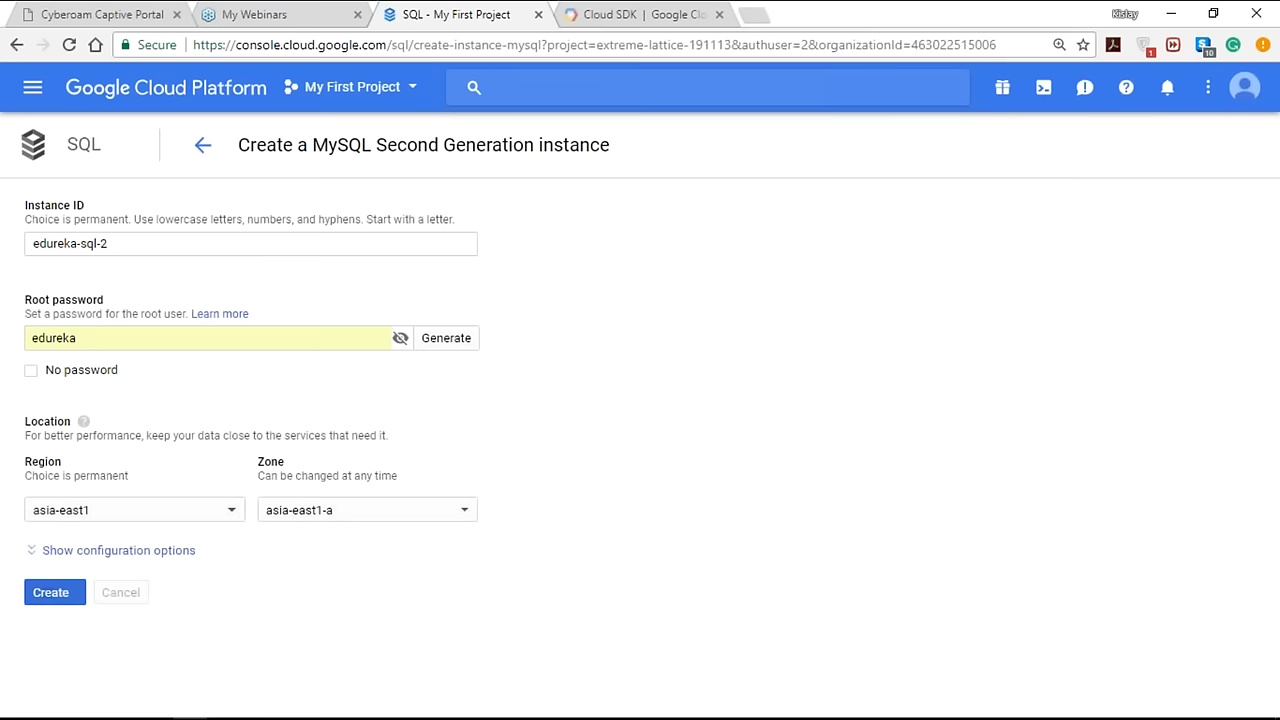 Cyberoam Captive Portal
My Webinars
SQL - My First Project
Cloud SDK | Google Clo
Kislay
Secure
https://console.cloud.google.com/sql/create-instance-mysql?project=extreme-lattice-191113&authuser=2&organizationId=463022515006
1
10
Google Cloud Platform
My First Project
SQL
Create a MySQL Second Generation instance
Instance ID
Choice is permanent. Use lowercase letters, numbers, and hyphens. Start with a letter.
edureka-sql-2
Root password
Set a password for the root user. Learn more
edureka
Generate
No password
Location
For better performance, keep your data close to the services that need it.
Region
Choice is permanent
Zone
Can be changed at any time
asia-east1
asia-east1-a
Show configuration options
Create
Cancel